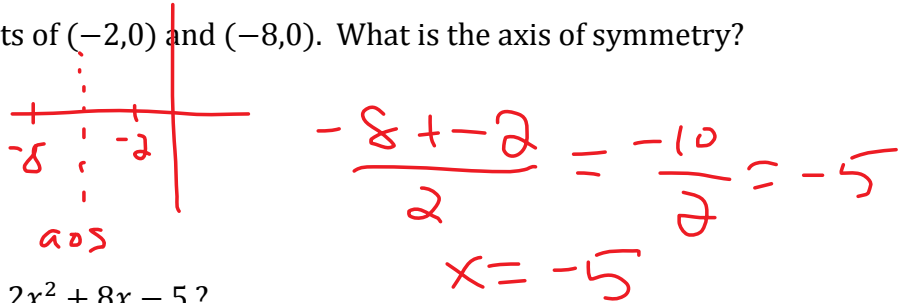 ts of (−2,0) and (−8,0). What is the axis of symmetry?
-8 -2
aos
-8 + -2 / 2 = -10 / 2 = -5
x = -5
2x² + 8x − 5 ?